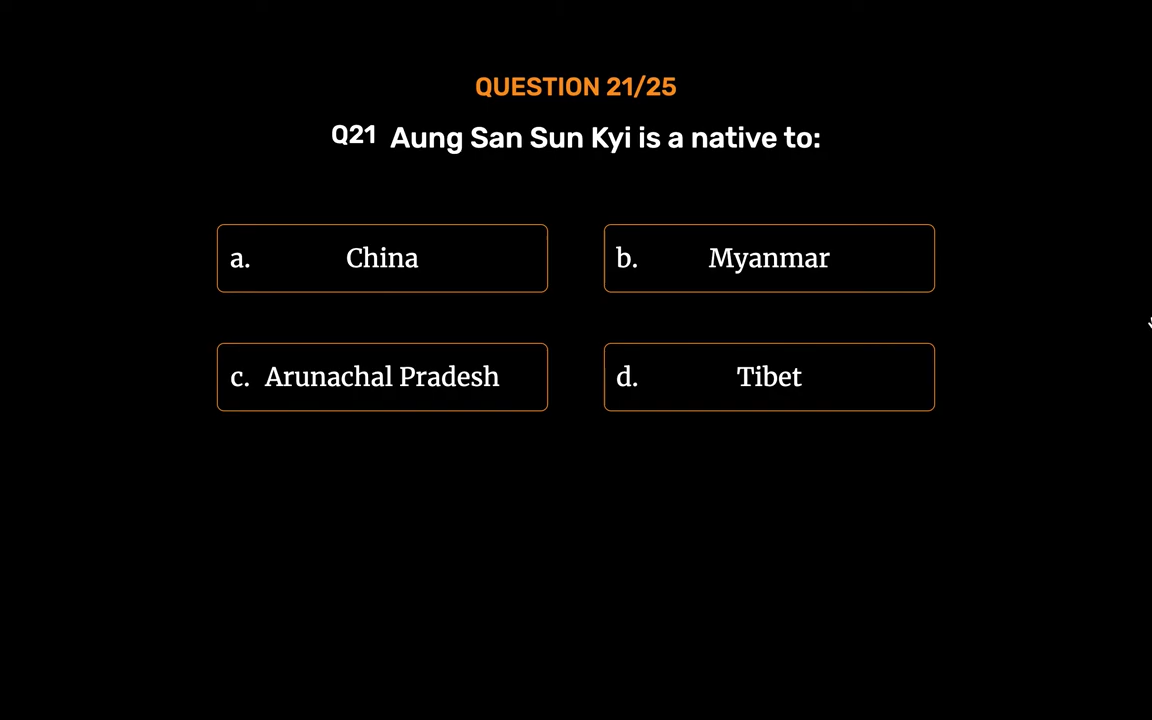 QUESTION 21/25
Q21 Aung San Sun Kyi is a native to:
a. China
b. Myanmar
c. Arunachal Pradesh
d. Tibet